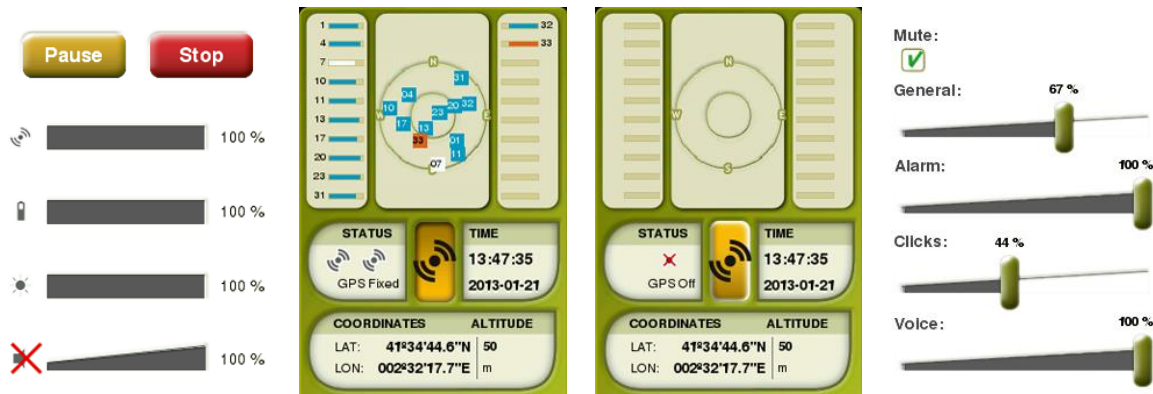 Pause Stop
100 %
100 %
100 %
100 %
1
4
7
10
11
13
17
20
23
31
32
33
N
W
E
S
31
04
10
20
32
23
17
13
33
01
11
07
STATUS
GPS Fixed
TIME
13:47:35
2013-01-21
COORDINATES ALTITUDE
LAT: 41º34'44.6"N 50
LON: 002º32'17.7"E m
N
W
E
S
STATUS
GPS Off
TIME
13:47:35
2013-01-21
COORDINATES ALTITUDE
LAT: 41º34'44.6"N 50
LON: 002º32'17.7"E m
Mute:
General:
67 %
Alarm:
100 %
Clicks:
44 %
Voice:
100 %